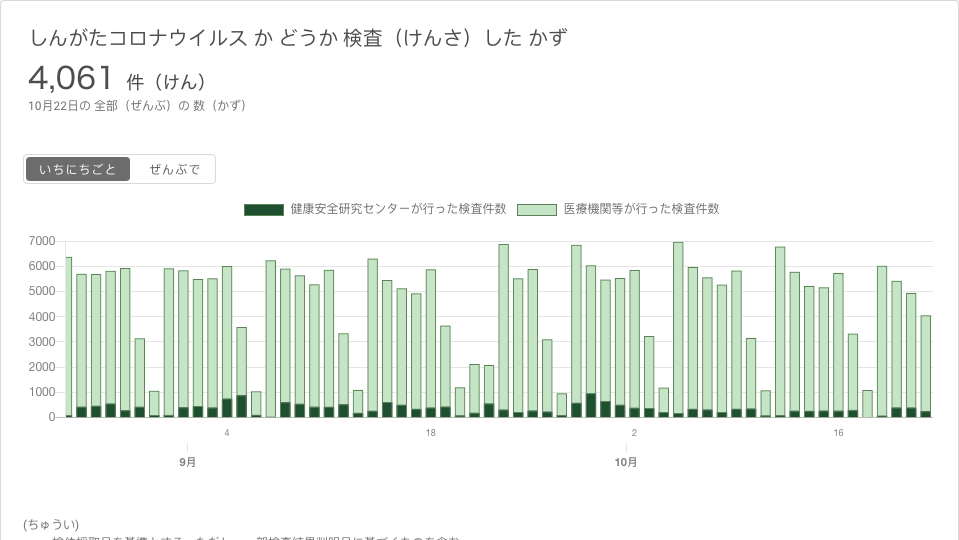 しんがたコロナウイルス か どうか 検査（けんさ）した かず
4,061 件（けん）
10月22日の 全部（ぜんぶ）の 数（かず）
いちにちごと ぜんぶで
健康安全研究センターが行った検査件数 医療機関等が行った検査件数
7000
6000
5000
4000
3000
2000
1000
0
4 18 2 16
9月 10月
(ちゅうい)